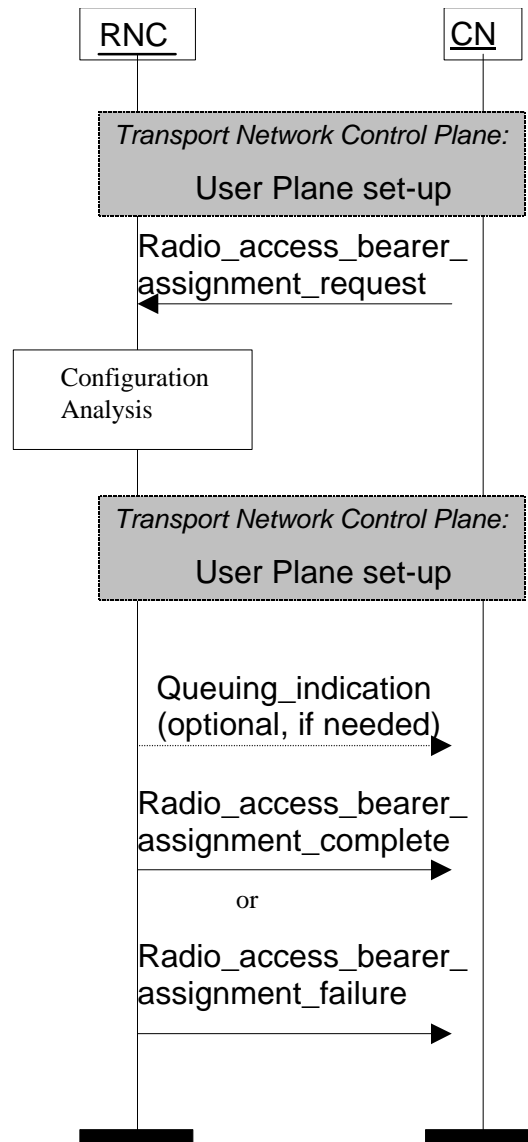 RNC
CN
Transport Network Control Plane:
User Plane set-up
Radio_access_bearer_
assignment_request
Configuration
Analysis
Transport Network Control Plane:
User Plane set-up
Queuing_indication
(optional, if needed)
Radio_access_bearer_
assignment_complete
or
Radio_access_bearer_
assignment_failure